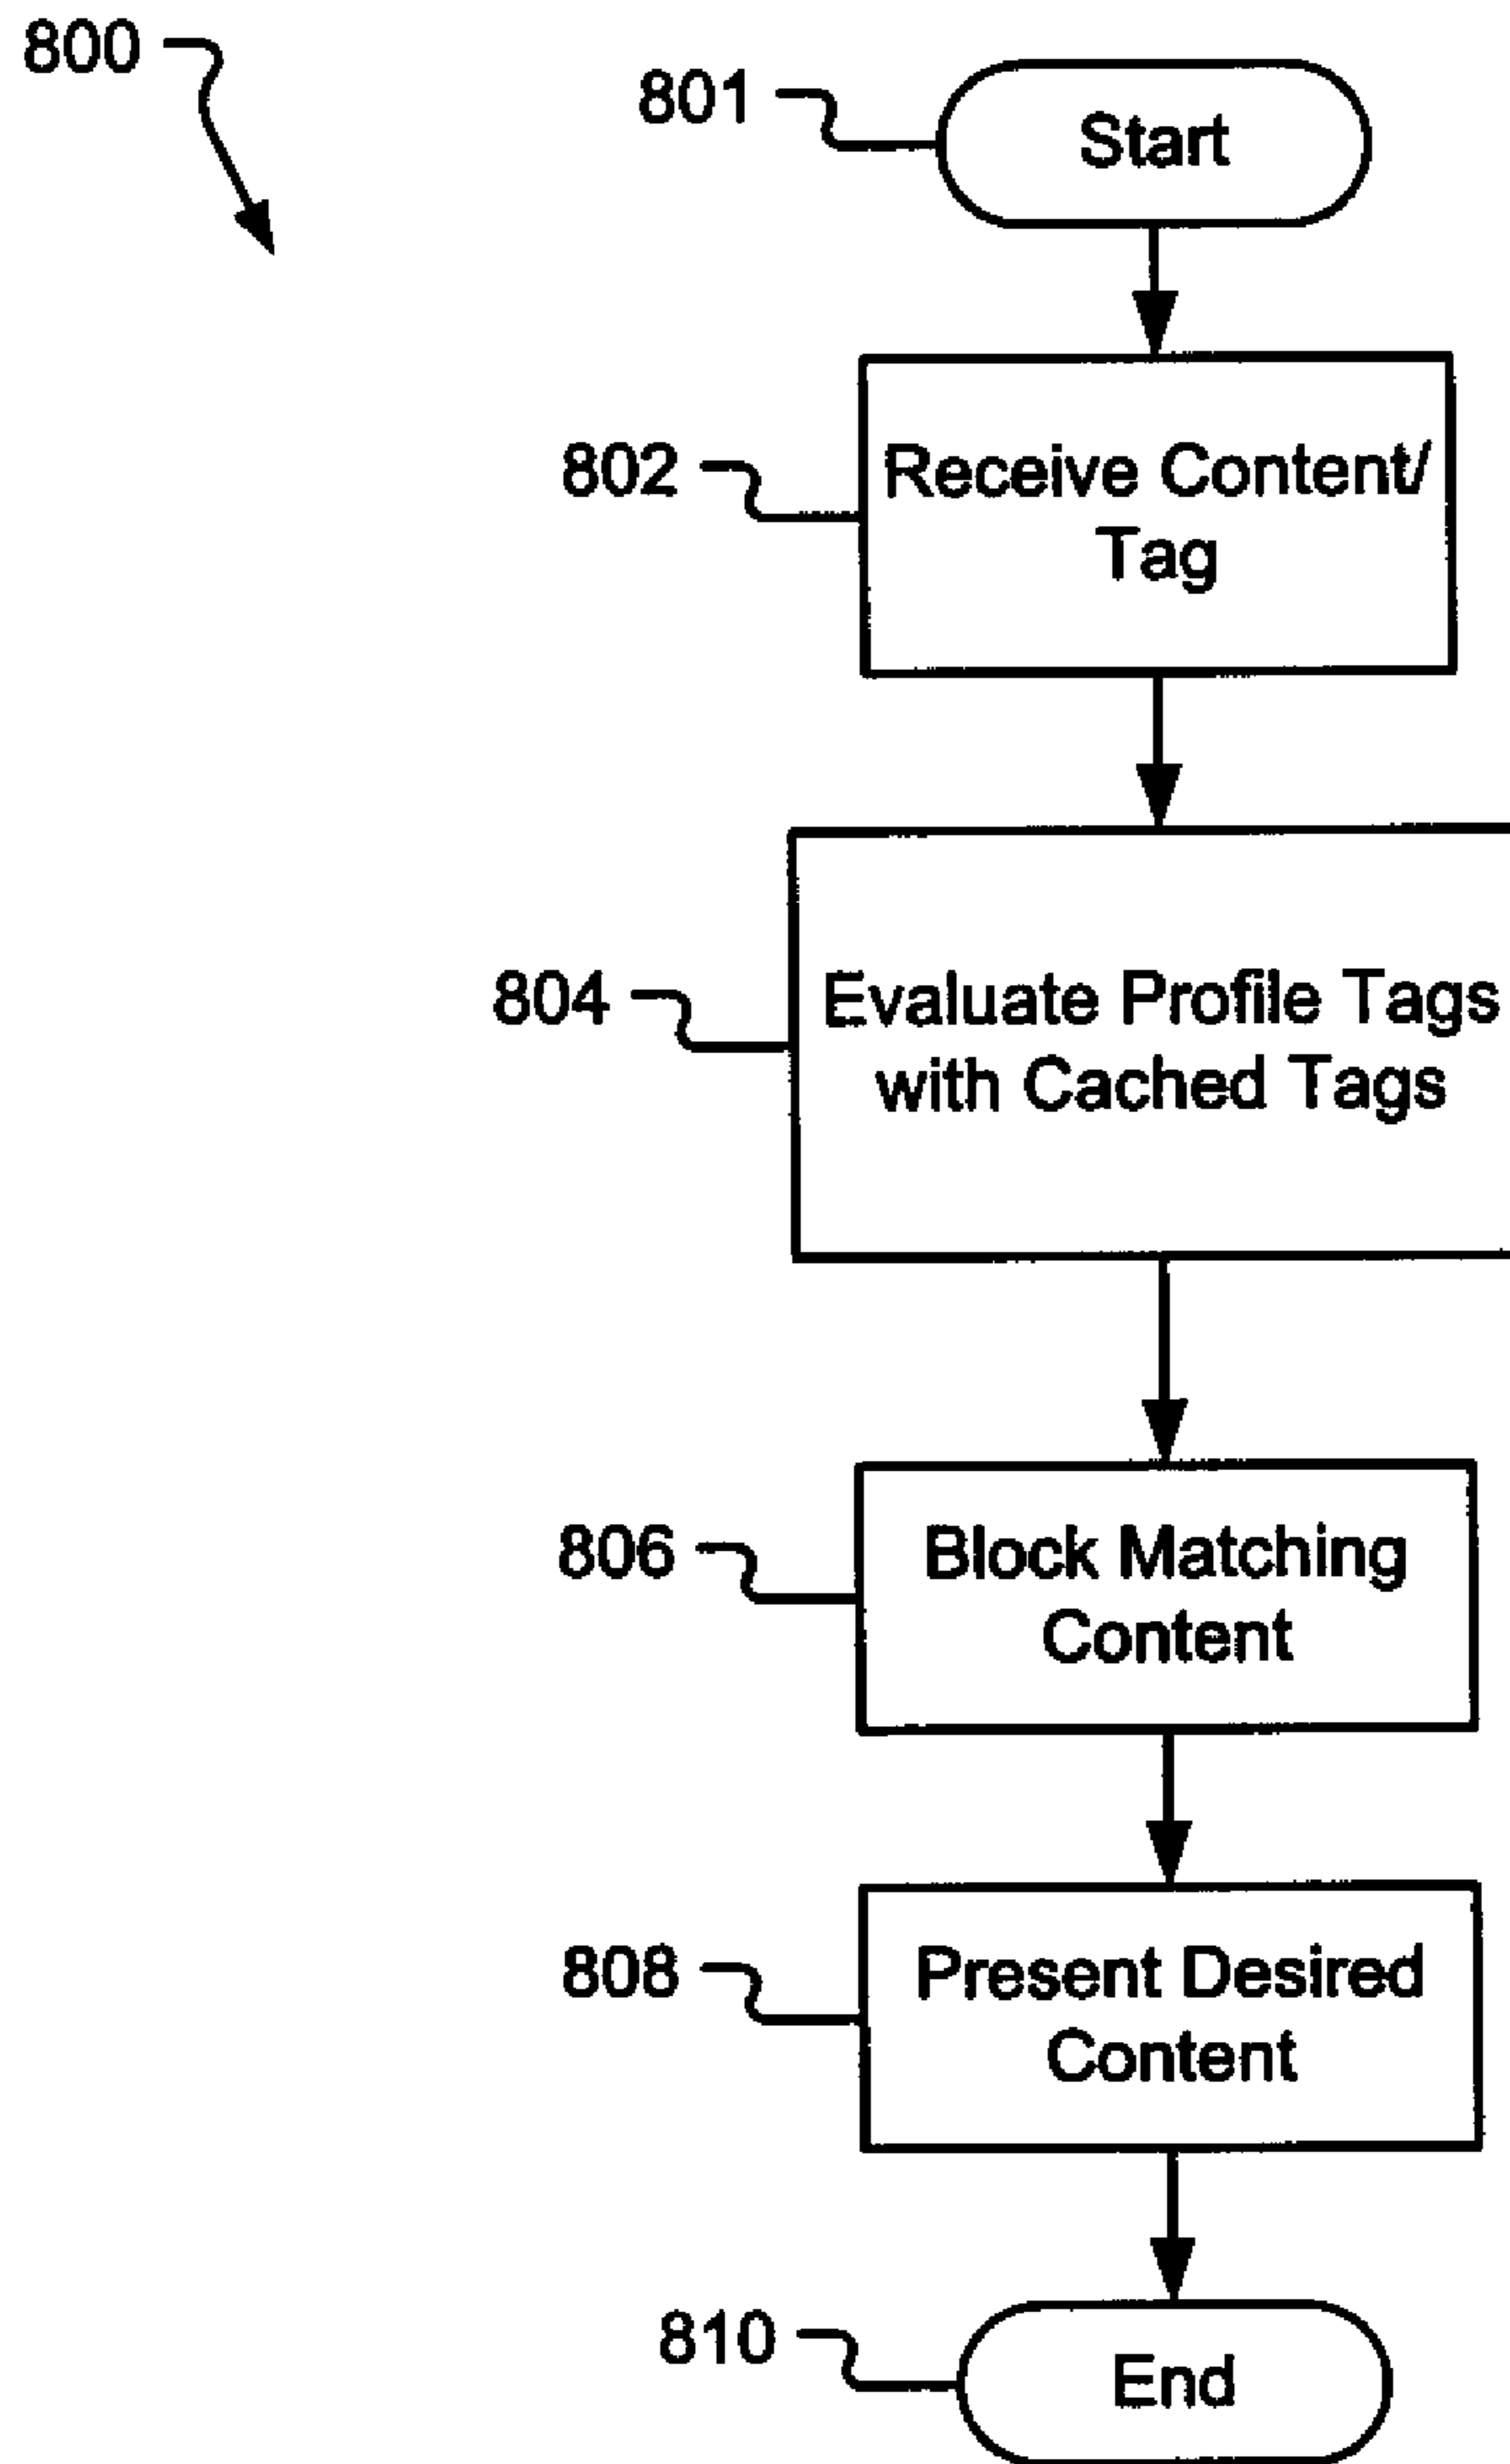 800
801
Start
802
Receive Content/
Tag
804
Evaluate Profile Tags
with Cached Tags
806
Block Matching
Content
808
Present Desired
Content
810
End